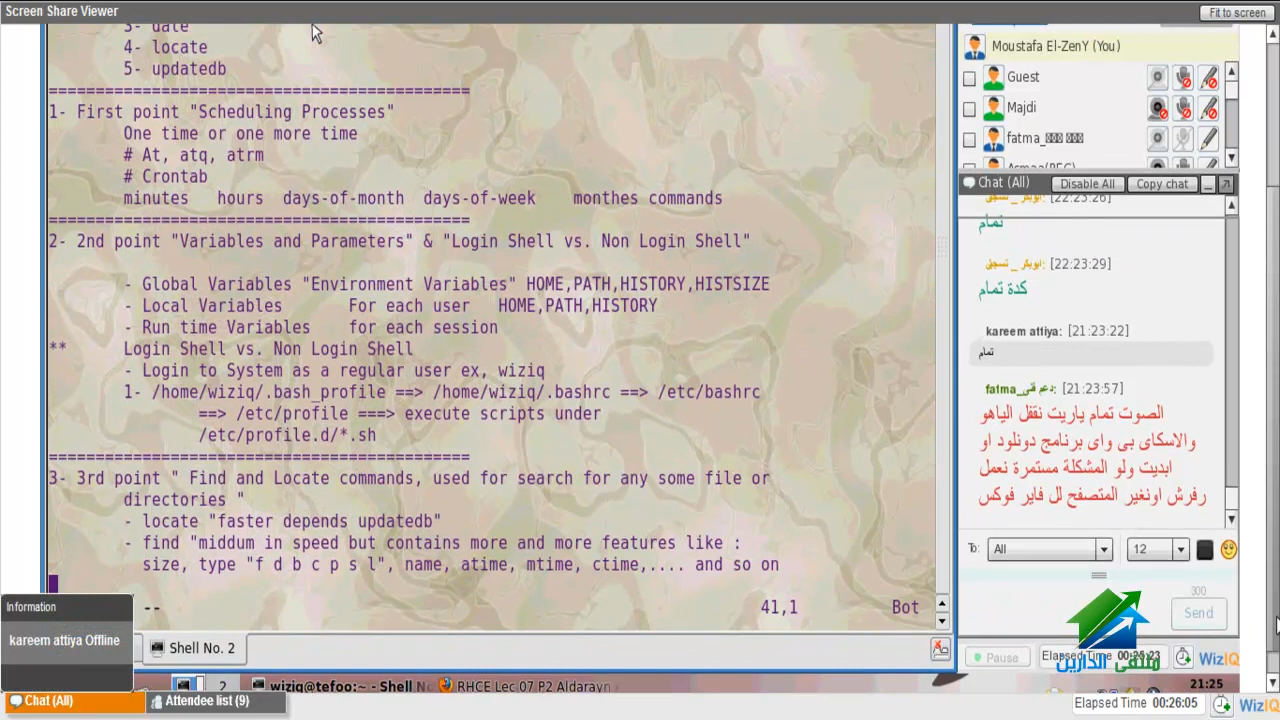 Screen Share Viewer
Fit to screen
3- date
4- locate
5- updatedb
=============================================
1- First point "Scheduling Processes"
One time or one more time
# At, atq, atrm
# Crontab
minutes hours days-of-month days-of-week monthes commands
=============================================
2- 2nd point "Variables and Parameters" & "Login Shell vs. Non Login Shell"
- Global Variables "Environment Variables" HOME,PATH,HISTORY,HISTSIZE
- Local Variables For each user HOME,PATH,HISTORY
- Run time Variables for each session
** Login Shell vs. Non Login Shell
- Login to System as a regular user ex, wiziq
1- /home/wiziq/.bash_profile ==> /home/wiziq/.bashrc ==> /etc/bashrc
==> /etc/profile ===> execute scripts under
/etc/profile.d/*.sh
=============================================
3- 3rd point " Find and Locate commands, used for search for any some file or
directories "
- locate "faster depends updatedb"
- find "middum in speed but contains more and more features like :
size, type "f d b c p s l", name, atime, mtime, ctime,.... and so on
--
41,1 Bot
Information
kareem attiya Offline
Shell No. 2
2
wiziq@tefoo:~ - Shell N
RHCE Lec 07 P2 Aldarayn
Chat (All)
Attendee list (9)
Moustafa El-ZenY (You)
Guest
Majdi
fatma_
Chat (All)
Disable All
Copy chat
[22:23:26]
تمام
[22:23:29]
كدة تمام
kareem attiya: [21:23:22]
تمام
fatma_دعم فنى: [21:23:57]
الصوت تمام ياريت نقفل الياهو
والاسكاى بى واى برنامج دونلود او
ابديت ولو المشكلة مستمرة نعمل
رفرش اونغير المتصفح لل فاير فوكس
To: All
12
300
Send
Pause
Elapsed Time 00:25:23
WizIQ
ملتقى الدارين
21:25
Elapsed Time 00:26:05
WizIQ